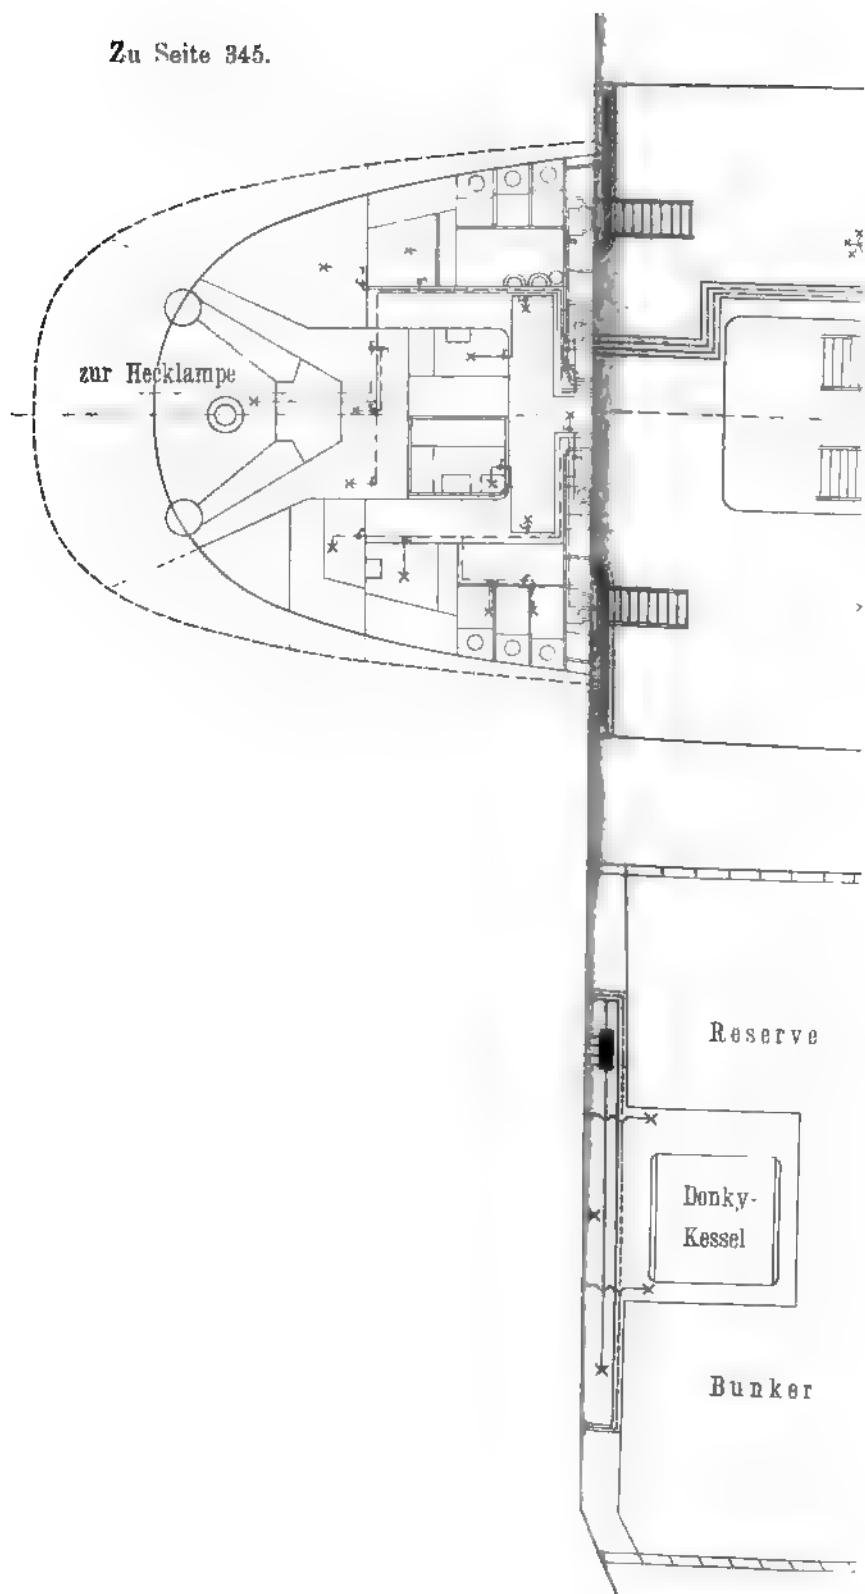 Zu Seite 345.
zur Hecklampe
Reserve
Donky-
Kessel
Bunker